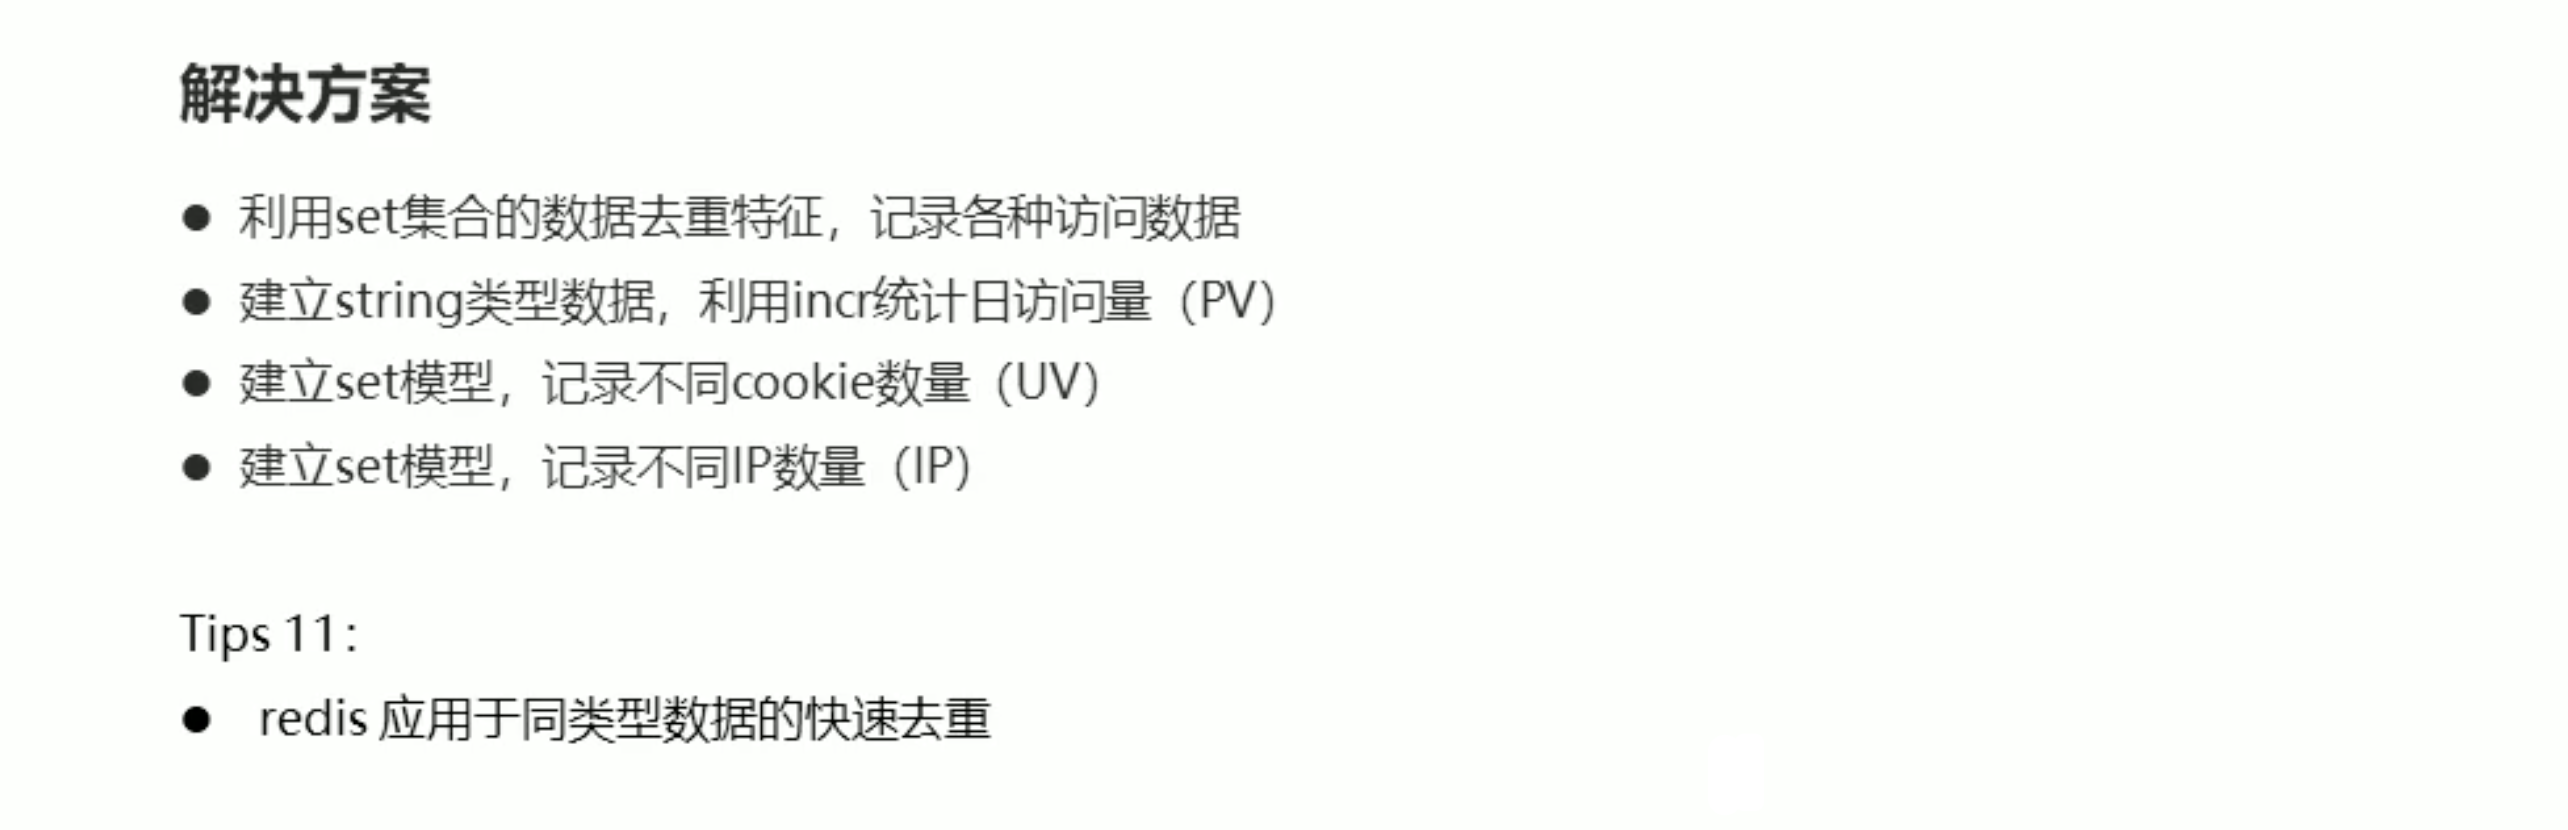 解决方案
● 利用set集合的数据去重特征，记录各种访问数据
● 建立string类型数据，利用incr统计日访问量（PV）
● 建立set模型，记录不同cookie数量（UV）
● 建立set模型，记录不同IP数量（IP）
Tips 11：
● redis 应用于同类型数据的快速去重